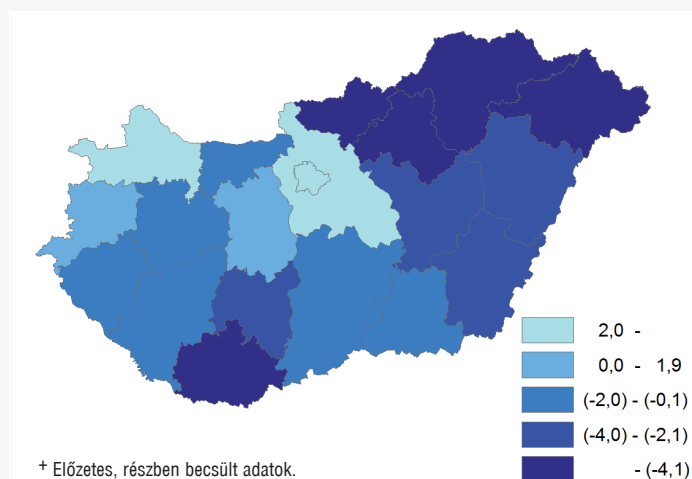 2,0 -
0,0 - 1,9
(-2,0) - (-0,1)
(-4,0) - (-2,1)
- (-4,1)
+ Előzetes, részben becsült adatok.